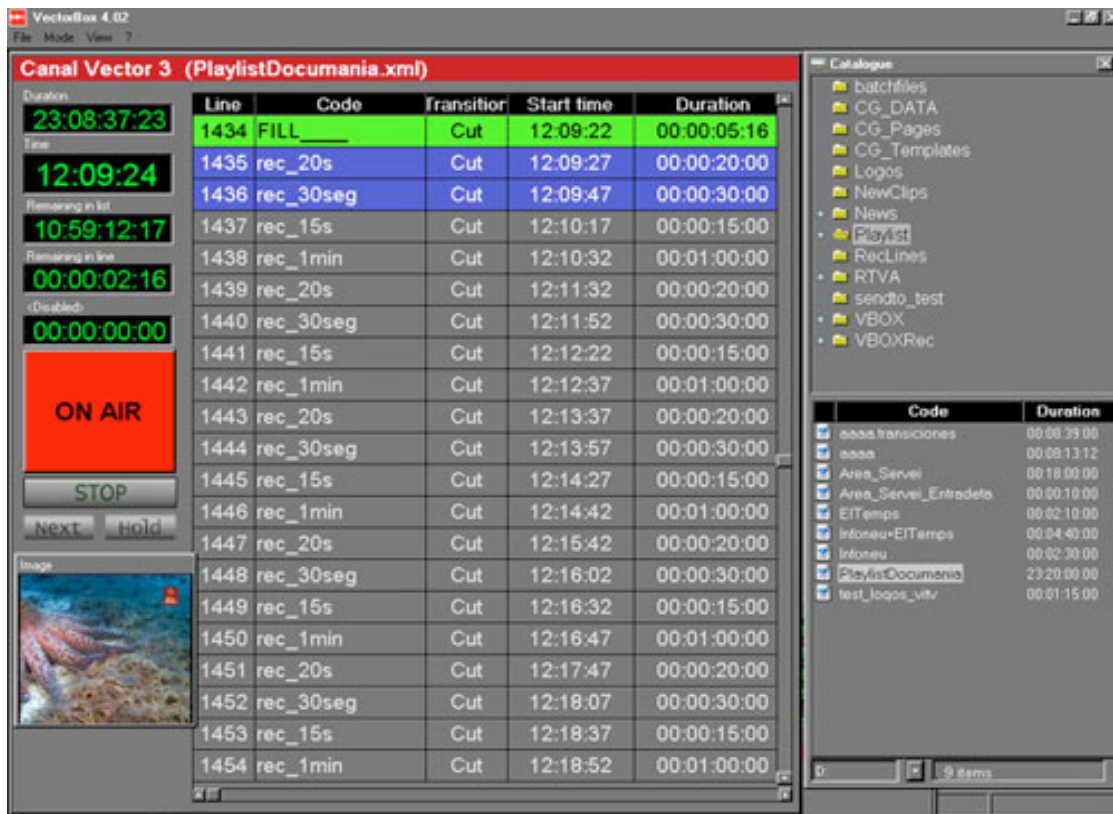 VectorBox 4.02
File Mode View ?
Canal Vector 3 (PlaylistDocumania.xml)
Duration
23:08:37:23
Time
12:09:24
Remaining in list
10:59:12:17
Remaining in line
00:00:02:16
<Disabled>
00:00:00:00
ON AIR
STOP
Next Hold
Image
Line Code Transition Start time Duration
1434 FILL____ Cut 12:09:22 00:00:05:16
1435 rec_20s Cut 12:09:27 00:00:20:00
1436 rec_30seg Cut 12:09:47 00:00:30:00
1437 rec_15s Cut 12:10:17 00:00:15:00
1438 rec_1min Cut 12:10:32 00:01:00:00
1439 rec_20s Cut 12:11:32 00:00:20:00
1440 rec_30seg Cut 12:11:52 00:00:30:00
1441 rec_15s Cut 12:12:22 00:00:15:00
1442 rec_1min Cut 12:12:37 00:01:00:00
1443 rec_20s Cut 12:13:37 00:00:20:00
1444 rec_30seg Cut 12:13:57 00:00:30:00
1445 rec_15s Cut 12:14:27 00:00:15:00
1446 rec_1min Cut 12:14:42 00:01:00:00
1447 rec_20s Cut 12:15:42 00:00:20:00
1448 rec_30seg Cut 12:16:02 00:00:30:00
1449 rec_15s Cut 12:16:32 00:00:15:00
1450 rec_1min Cut 12:16:47 00:01:00:00
1451 rec_20s Cut 12:17:47 00:00:20:00
1452 rec_30seg Cut 12:18:07 00:00:30:00
1453 rec_15s Cut 12:18:37 00:00:15:00
1454 rec_1min Cut 12:18:52 00:01:00:00
Catalogue
batchfiles
CG_DATA
CG_Pages
CG_Templates
Logos
NewClips
News
Playlist
RecLines
RTVA
sendto_test
VBOX
VBOXRec
Code Duration
aaaa.transiciones 00:08:39:00
aaaa 00:08:13:12
Area_Servei 00:18:00:00
Area_Servei_Entradeta 00:00:10:00
ElTemps 00:02:10:00
Infoneu+ElTemps 00:04:40:00
Infoneu 00:02:30:00
PlaylistDocumania 23:20:00:00
test_logos_vitv 00:01:15:00
D: 9 items